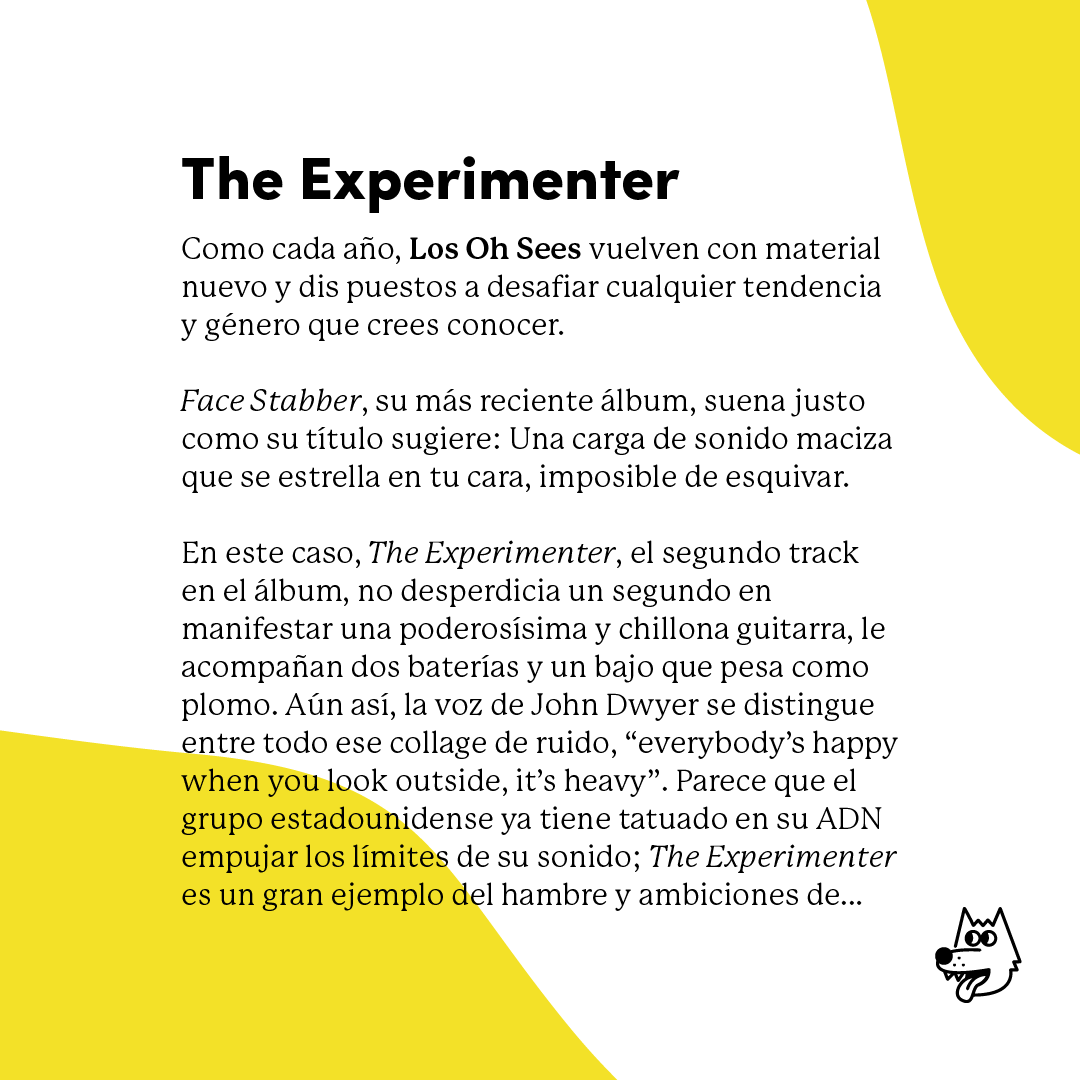 The Experimenter
Como cada año, Los Oh Sees vuelven con material
nuevo y dis puestos a desafiar cualquier tendencia
y género que crees conocer.
Face Stabber, su más reciente álbum, suena justo
como su título sugiere: Una carga de sonido maciza
que se estrella en tu cara, imposible de esquivar.
En este caso, The Experimenter, el segundo track
en el álbum, no desperdicia un segundo en
manifestar una poderosísima y chillona guitarra, le
acompañan dos baterías y un bajo que pesa como
plomo. Aún así, la voz de John Dwyer se distingue
entre todo ese collage de ruido, “everybody’s happy
when you look outside, it’s heavy”. Parece que el
grupo estadounidense ya tiene tatuado en su ADN
empujar los límites de su sonido; The Experimenter
es un gran ejemplo del hambre y ambiciones de...